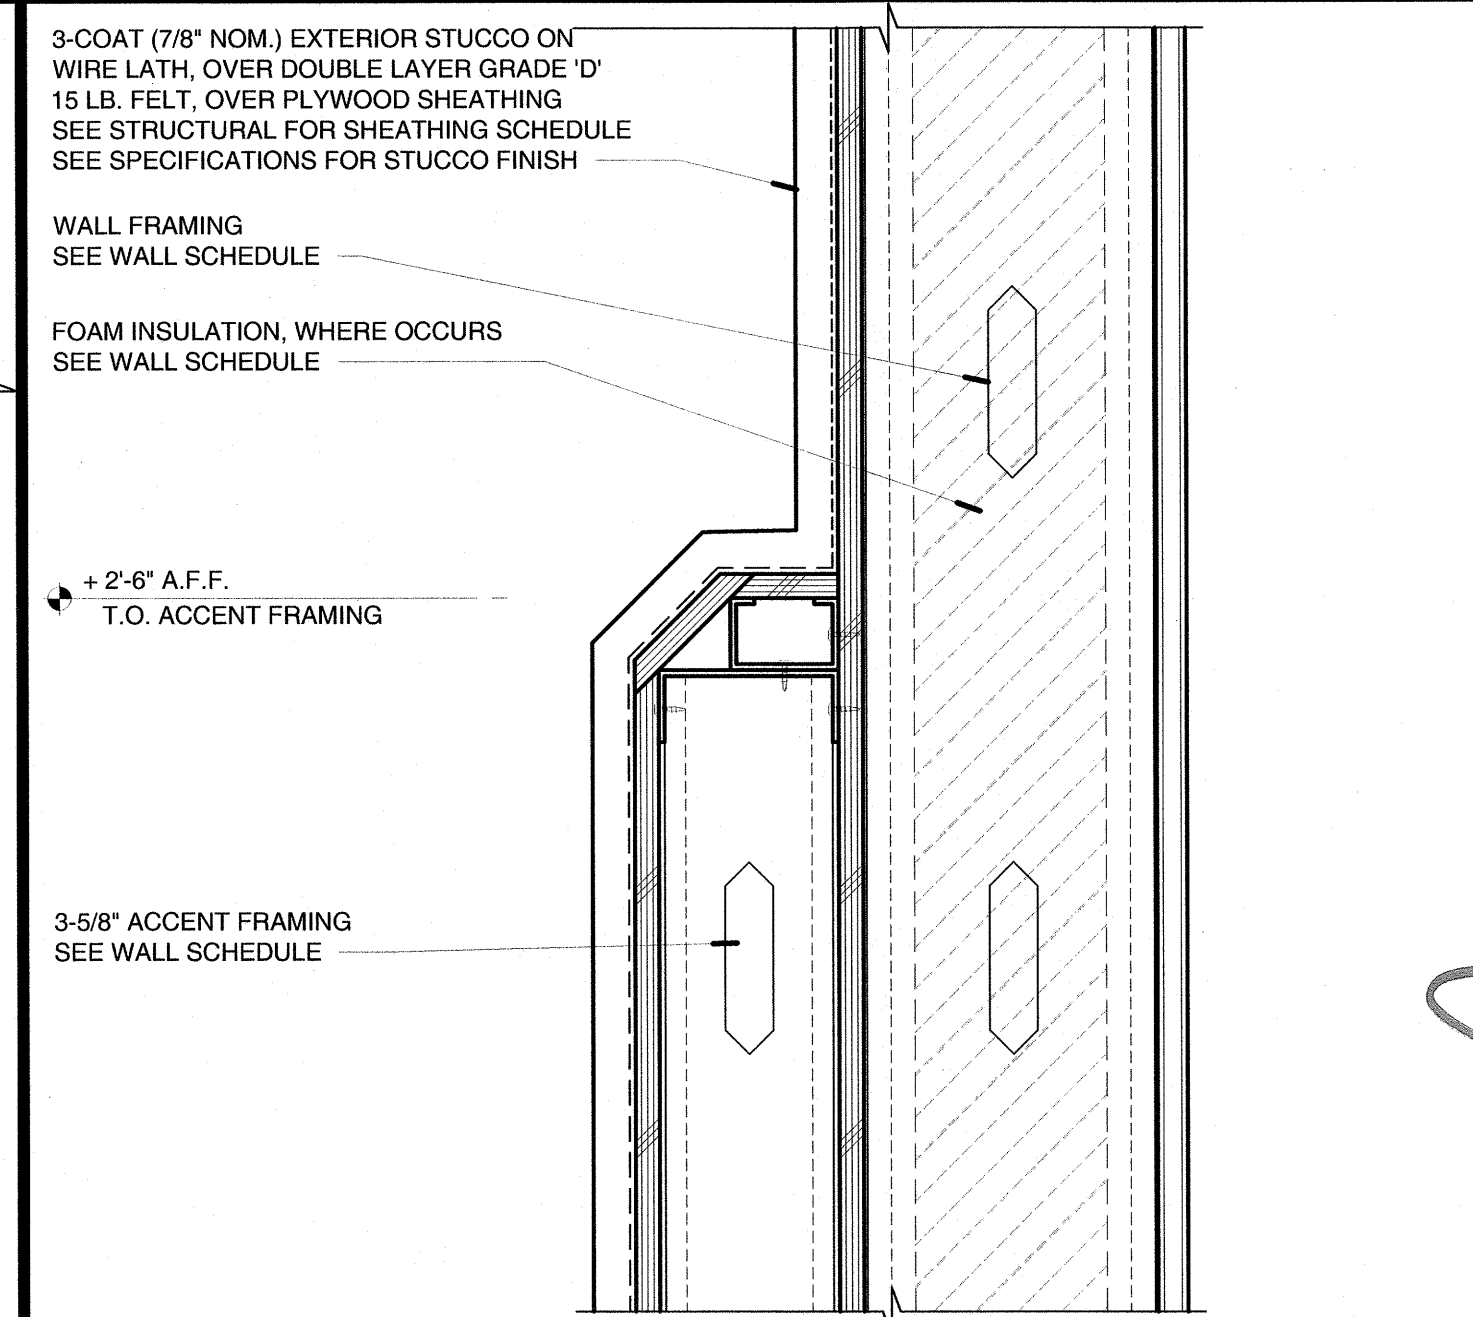 3-COAT (7/8" NOM.) EXTERIOR STUCCO ON
WIRE LATH, OVER DOUBLE LAYER GRADE 'D'
15 LB. FELT, OVER PLYWOOD SHEATHING
SEE STRUCTURAL FOR SHEATHING SCHEDULE
SEE SPECIFICATIONS FOR STUCCO FINISH
WALL FRAMING
SEE WALL SCHEDULE
FOAM INSULATION, WHERE OCCURS
SEE WALL SCHEDULE
+ 2'-6" A.F.F.
T.O. ACCENT FRAMING
3-5/8" ACCENT FRAMING
SEE WALL SCHEDULE